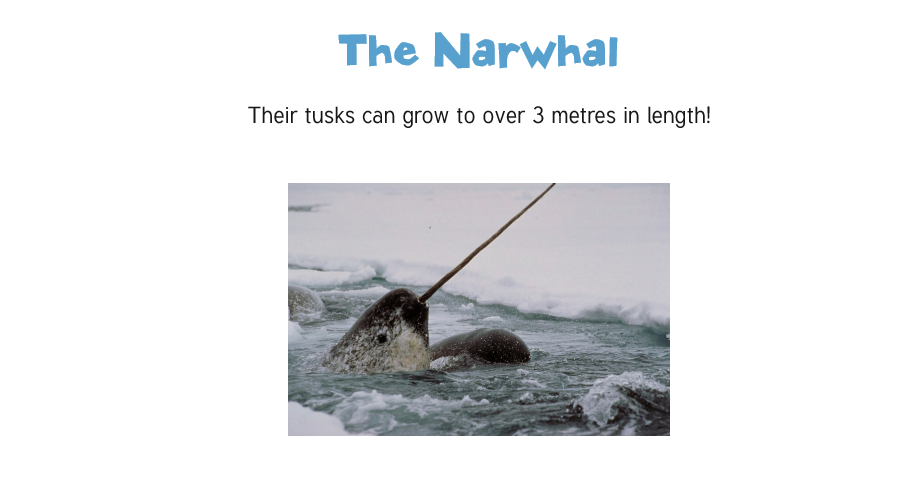 The Narwhal
Their tusks can grow to over 3 metres in length!